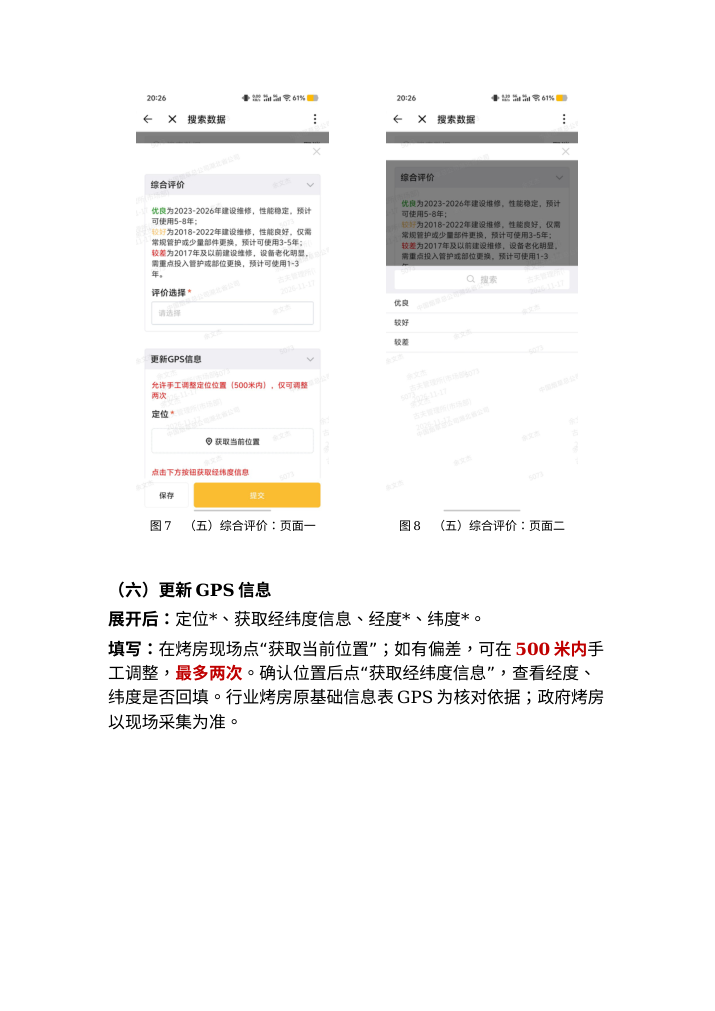 20:26
61%
搜索数据
综合评价
优良为2023-2026年建设维修，性能稳定，预计
可使用5-8年；
较好为2018-2022年建设维修，性能良好，仅需
常规管护或少量部件更换，预计可使用3-5年；
较差为2017年及以前建设维修，设备老化明显，
需重点投入管护或部位更换，预计可使用1-3
年。
评价选择*
请选择
更新GPS信息
允许手工调整定位位置（500米内），仅可调整
两次
定位*
获取当前位置
点击下方按钮获取经纬度信息
保存
提交
图 7 （五）综合评价：页面一
20:26
61%
搜索数据
综合评价
优良为2023-2026年建设维修，性能稳定，预计
可使用5-8年；
较好为2018-2022年建设维修，性能良好，仅需
常规管护或少量部件更换，预计可使用3-5年；
较差为2017年及以前建设维修，设备老化明显，
需重点投入管护或部位更换，预计可使用1-3
搜索
优良
较好
较差
图 8 （五）综合评价：页面二
（六）更新 GPS 信息
展开后：定位*、获取经纬度信息、经度*、纬度*。
填写：在烤房现场点“获取当前位置”；如有偏差，可在 500 米内手
工调整，最多两次。确认位置后点“获取经纬度信息”，查看经度、
纬度是否回填。行业烤房原基础信息表 GPS 为核对依据；政府烤房
以现场采集为准。